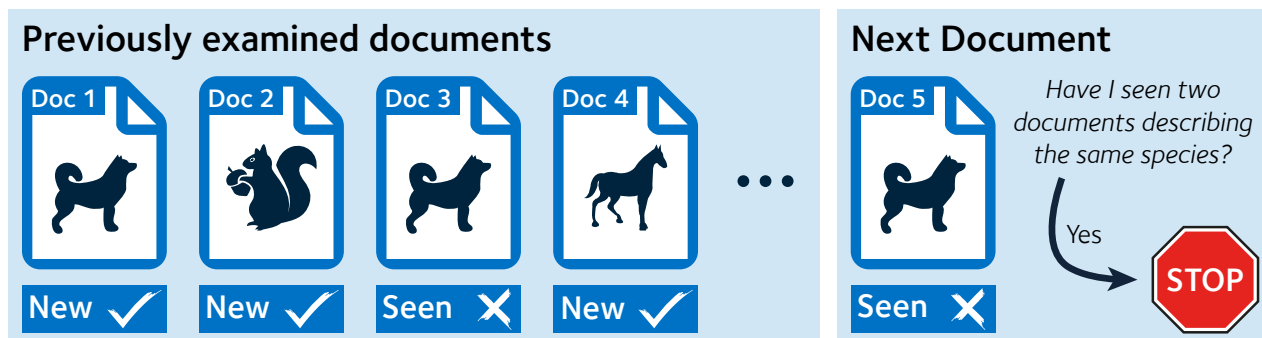 Previously examined documents
Doc 1
Doc 2
Doc 3
Doc 4
New
New
Seen
New
Next Document
Doc 5
Have I seen two
documents describing
the same species?
Yes
STOP
Seen